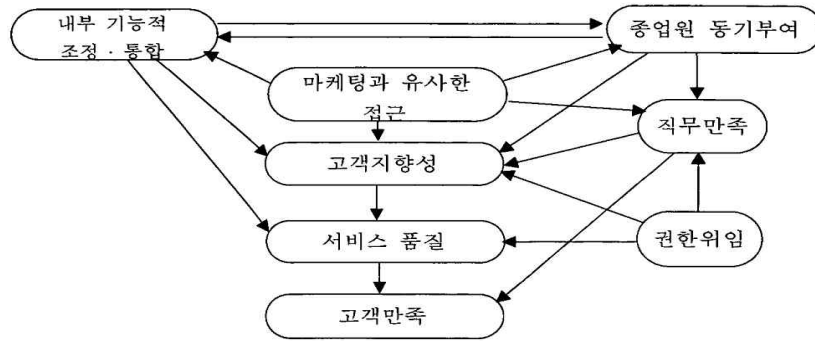 내부 기능적
조정 · 통합
종업원 동기부여
마케팅과 유사한
접근
직무만족
고객지향성
서비스 품질
권한위임
고객만족